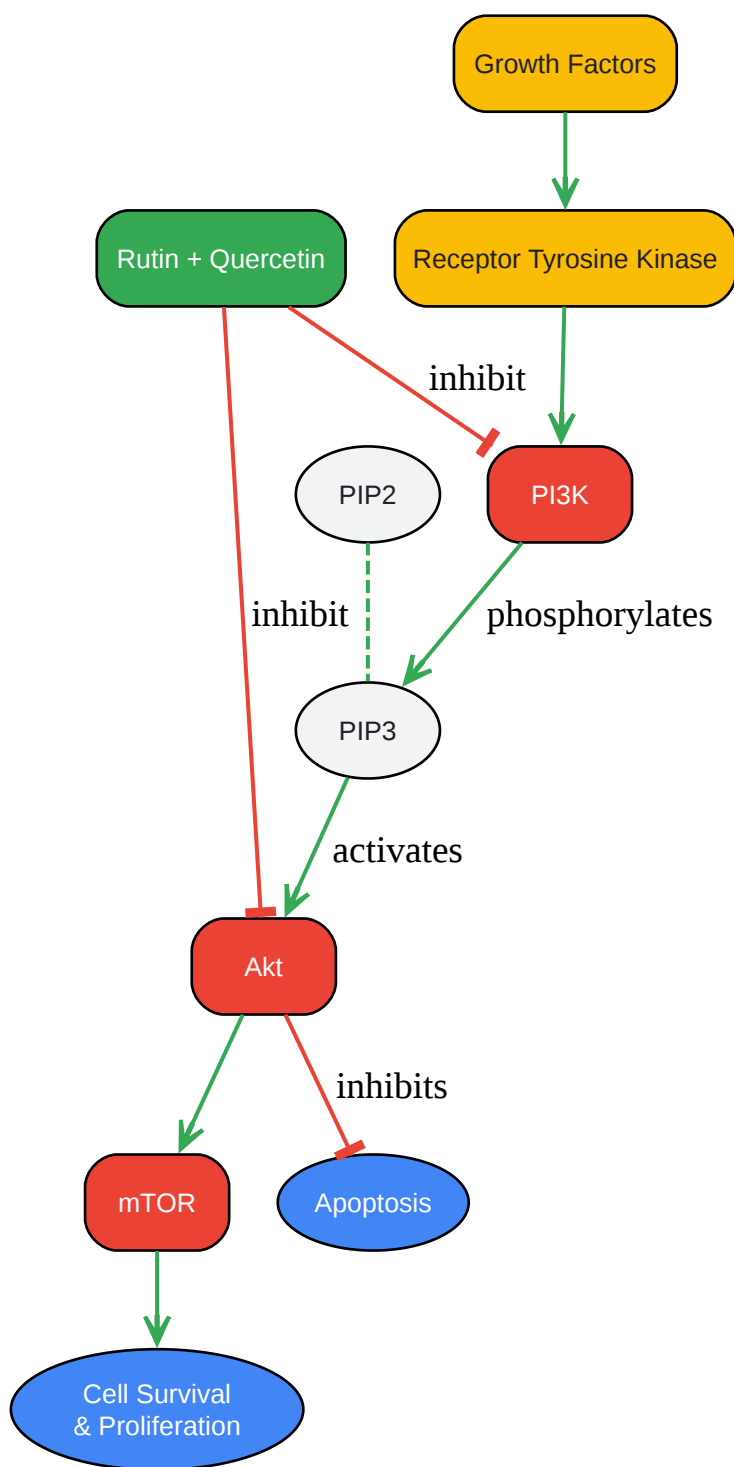 Growth Factors
Rutin + Quercetin
Receptor Tyrosine Kinase
inhibit
PIP2
PI3K
inhibit
phosphorylates
PIP3
activates
Akt
inhibits
mTOR
Apoptosis
Cell Survival
& Proliferation